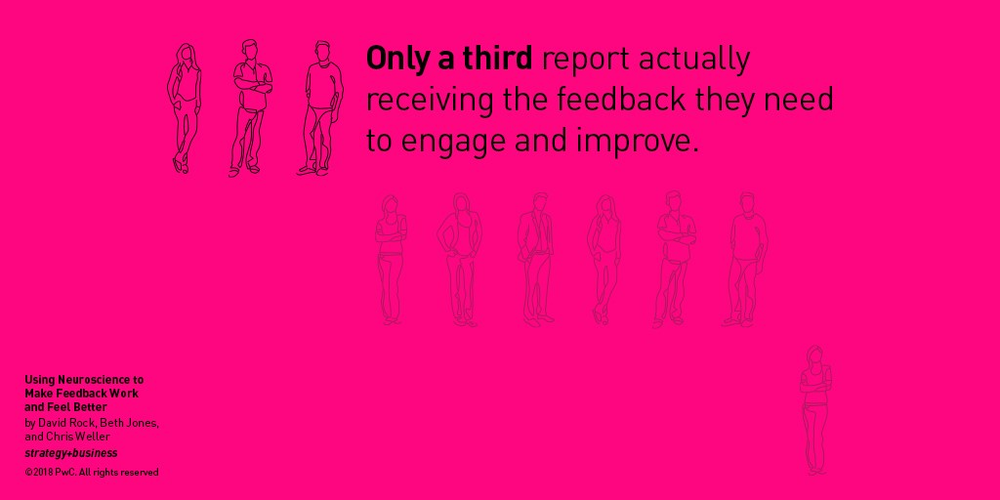 Only a third report actually
receiving the feedback they need
to engage and improve.
Using Neuroscience to
Make Feedback Work
and Feel Better
by David Rock, Beth Jones,
and Chris Weller
strategy+business
©2018 PwC. All rights reserved